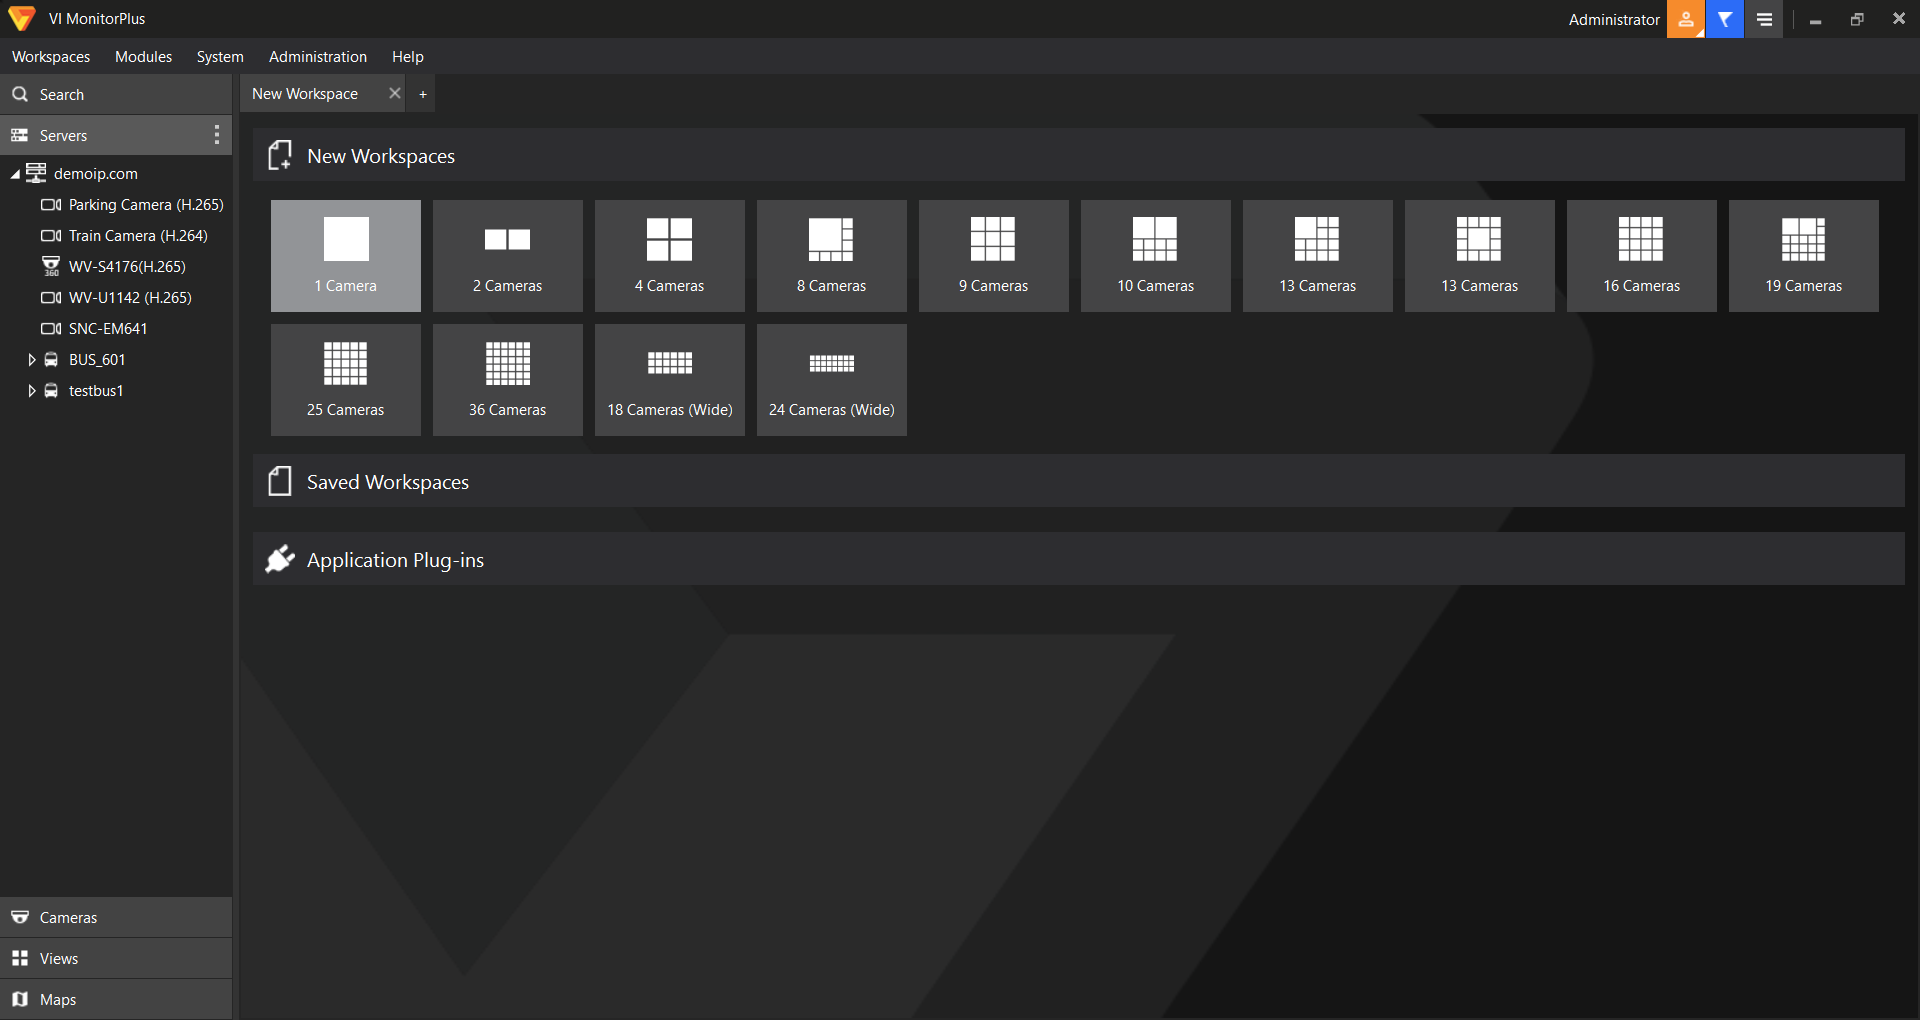 VI MonitorPlus
Administrator
Workspaces Modules System Administration Help
Search
Servers
demoip.com
Parking Camera (H.265)
Train Camera (H.264)
360
WV-S4176(H.265)
WV-U1142 (H.265)
SNC-EM641
BUS_601
testbus1
Cameras
Views
Maps
New Workspace +
New Workspaces
1 Camera
2 Cameras
4 Cameras
8 Cameras
9 Cameras
10 Cameras
13 Cameras
13 Cameras
16 Cameras
19 Cameras
25 Cameras
36 Cameras
18 Cameras (Wide)
24 Cameras (Wide)
Saved Workspaces
Application Plug-ins